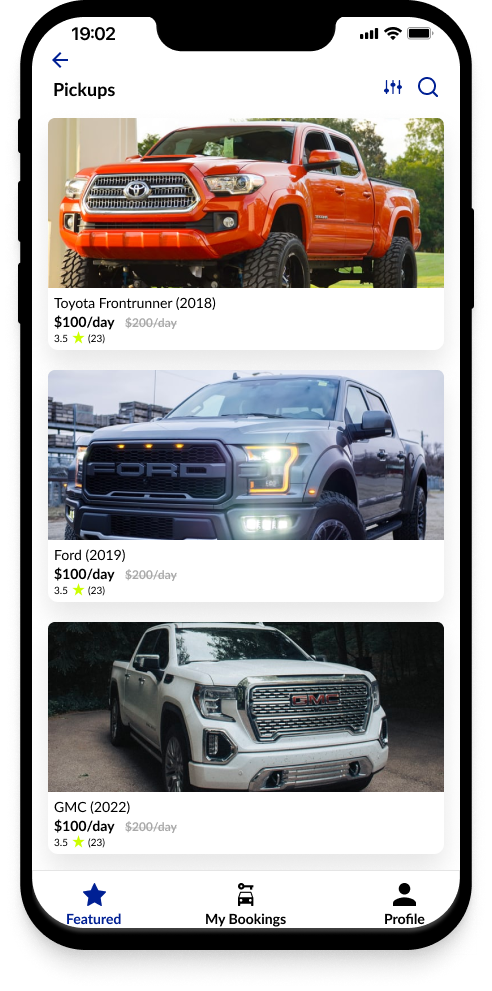 19:02
Pickups
Toyota Frontrunner (2018)
$100/day $200/day
3.5 (23)
FORD
Ford (2019)
$100/day $200/day
3.5 (23)
GMC
GMC (2022)
$100/day $200/day
3.5 (23)
Featured My Bookings Profile